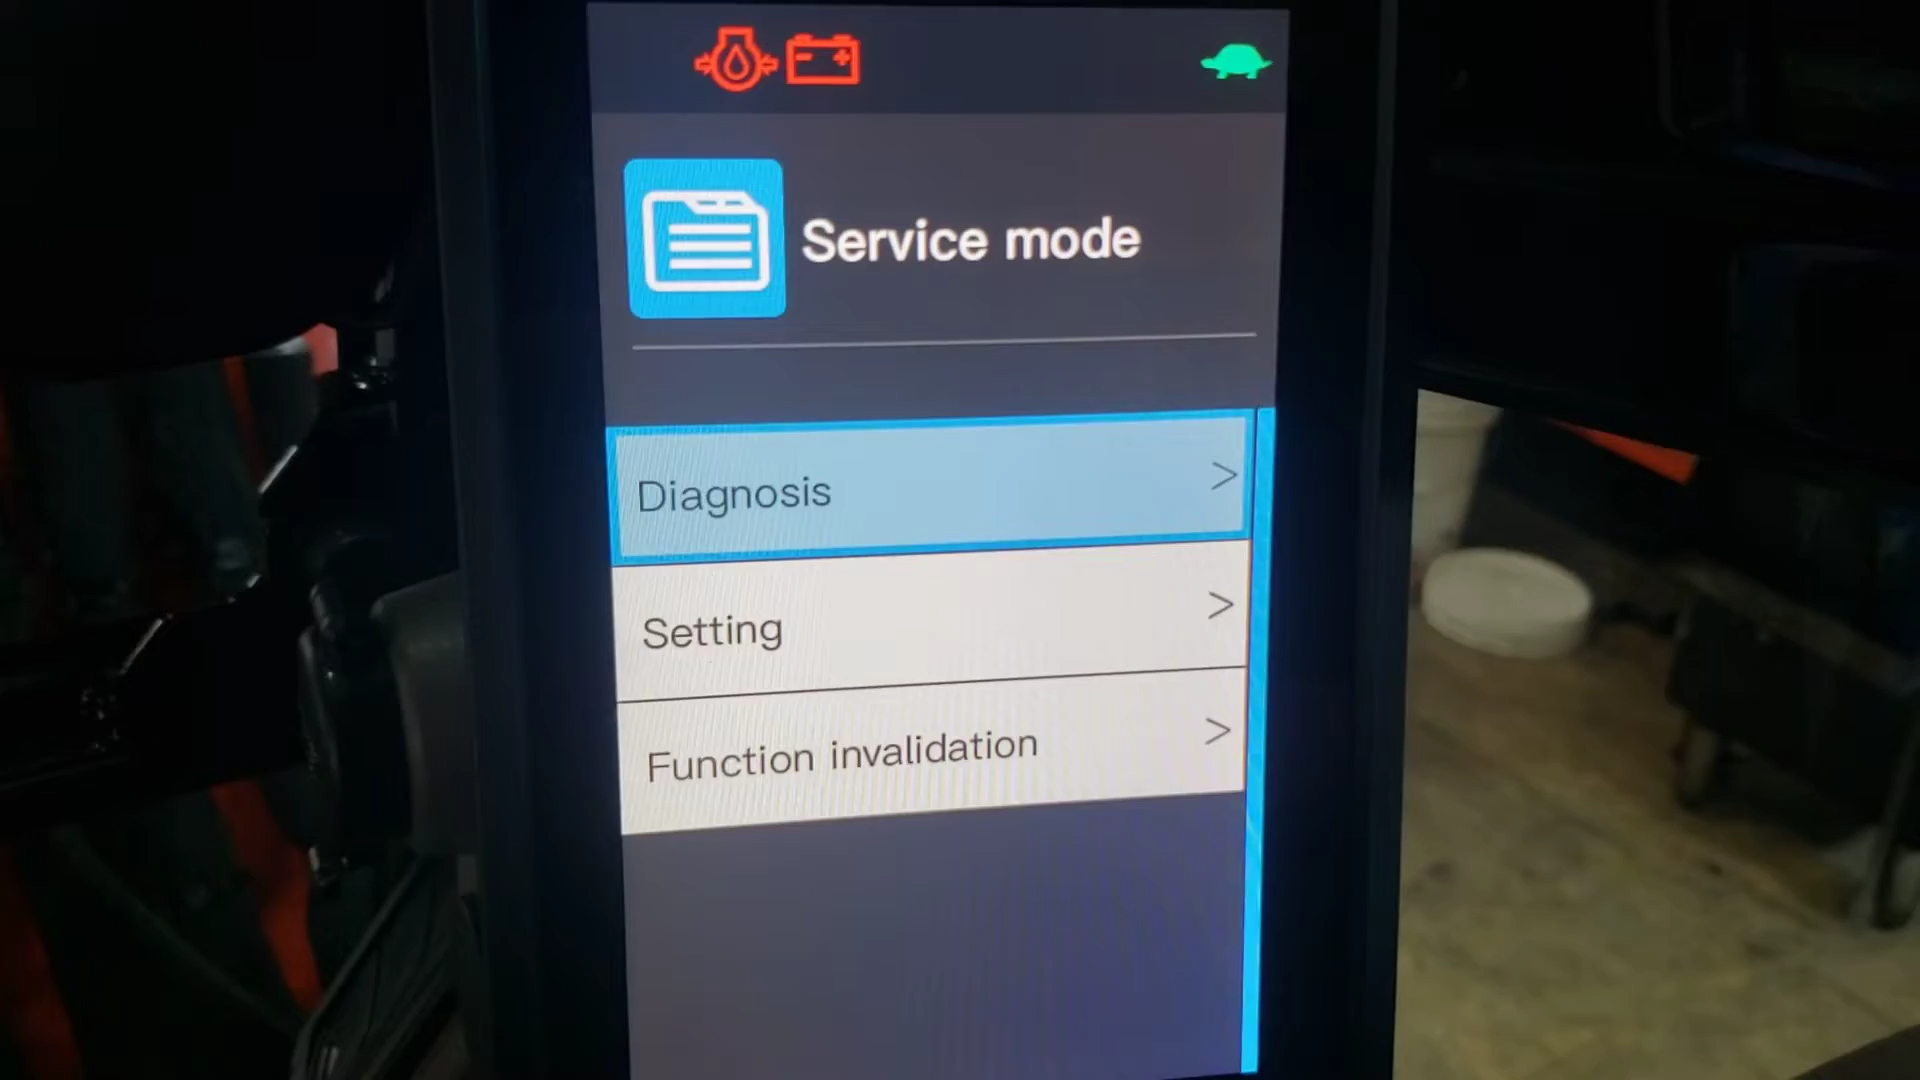 Service mode
Diagnosis >
Setting >
Function invalidation >